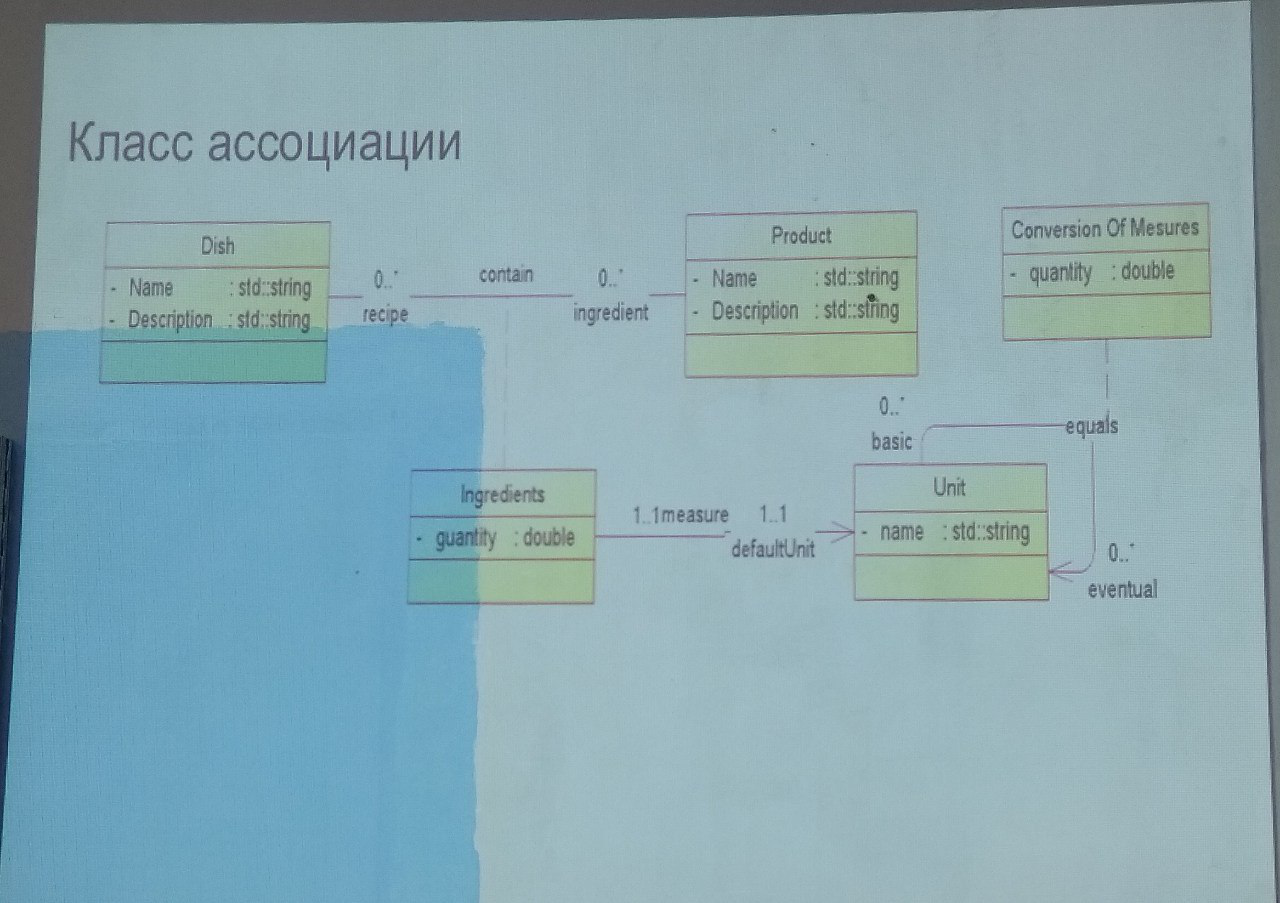 Класс ассоциации
Dish
- Name : std::string
- Description : std::string
0..*
recipe
contain
0..*
ingredient
Product
- Name : std::string
- Description : std::string
Conversion Of Mesures
- quantity : double
0..*
basic
equals
Ingredients
- guantity : double
1..1measure
1..1
defaultUnit
Unit
- name : std::string
0..*
eventual